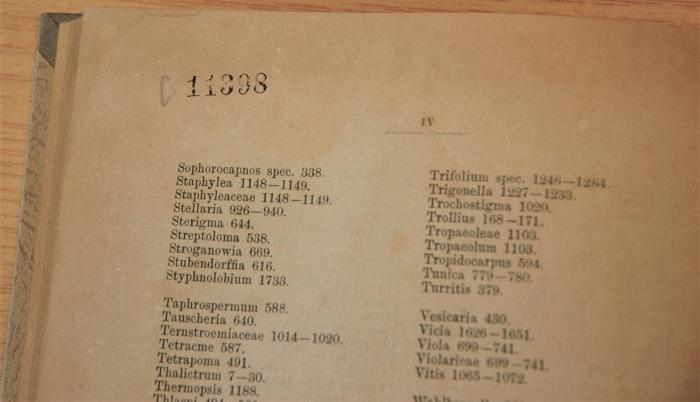 11398
IV
Sophorocapnos spec. 338.
Staphylea 1148—1149.
Staphyleaceae 1148—1149.
Stellaria 926—940.
Sterigma 644.
Streptoloma 538.
Stroganowia 669.
Stubendorffia 616.
Styphnolobium 1733.
Taphrospermum 588.
Tauscheria 640.
Ternstroemiaceae 1014—1020.
Tetracme 587.
Tetrapoma 491.
Thalictrum 7—30.
Thermopsis 1188.
Thlaspi
Trifolium spec. 1246—1264.
Trigonella 1227—1233.
Trochostigma 1020.
Trollius 168—171.
Tropaeoleae 1103.
Tropaeolum 1103.
Tropidocarpus 594.
Tunica 779—780.
Turritis 379.
Vesicaria 430.
Vicia 1626—1651.
Viola 699—741.
Violarieae 699—741.
Vitis 1065—1072.